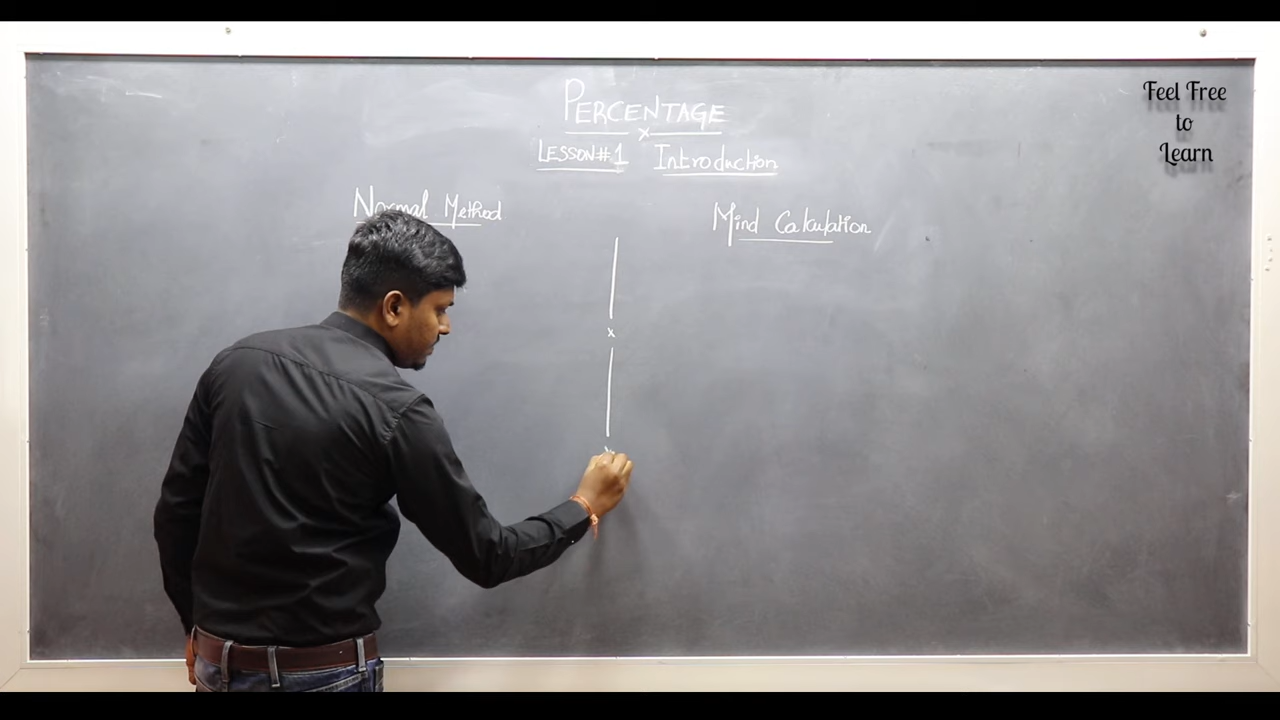 PERCENTAGE
x
LESSON#1 Introduction
Normal Method
Mind Calculation
x
Feel Free
to
Learn